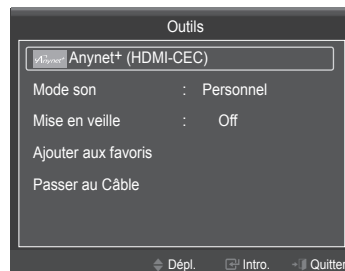 Outils
Anynet+ Anynet+ (HDMI-CEC)
Mode son : Personnel
Mise en veille : Off
Ajouter aux favoris
Passer au Câble
Dépl. Intro. Quitter